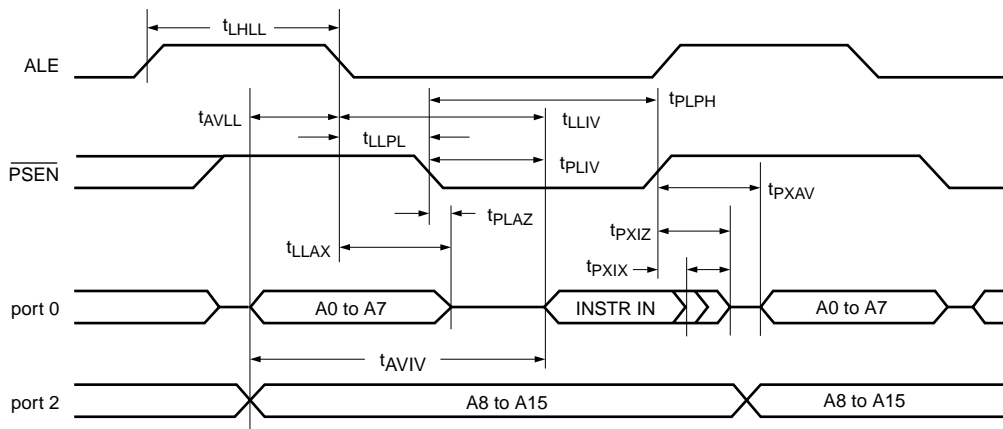 tLHLL
ALE
tPLPH
tAVLL
tLLIV
tLLPL
PSEN
tPLIV
tPXAV
tPLAZ
tLLAX
tPXIZ
tPXIX
port 0
A0 to A7
INSTR IN
A0 to A7
tAVIV
port 2
A8 to A15
A8 to A15